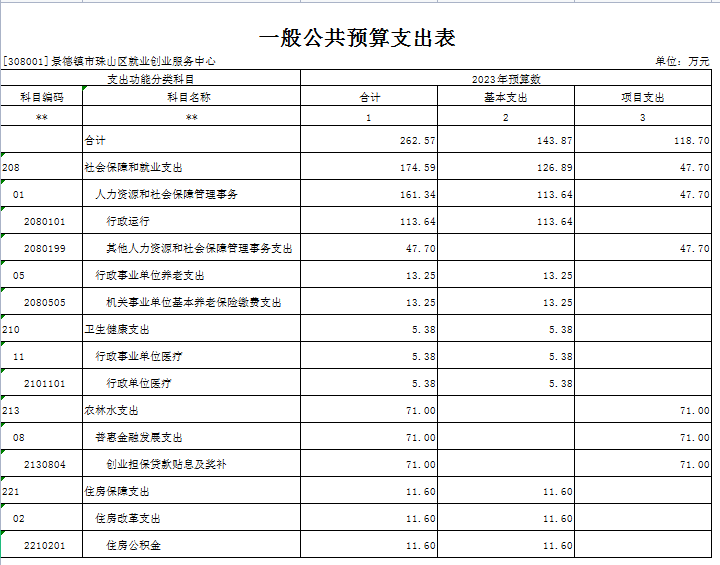 一般公共预算支出表
[308001]景德镇市珠山区就业创业服务中心 单位：万元
支出功能分类科目 2023年预算数
科目编码 科目名称 合计 基本支出 项目支出
** ** 1 2 3
合计 262.57 143.87 118.70
208 社会保障和就业支出 174.59 126.89 47.70
01 人力资源和社会保障管理事务 161.34 113.64 47.70
2080101 行政运行 113.64 113.64
2080199 其他人力资源和社会保障管理事务支出 47.70 47.70
05 行政事业单位养老支出 13.25 13.25
2080505 机关事业单位基本养老保险缴费支出 13.25 13.25
210 卫生健康支出 5.38 5.38
11 行政事业单位医疗 5.38 5.38
2101101 行政单位医疗 5.38 5.38
213 农林水支出 71.00 71.00
08 普惠金融发展支出 71.00 71.00
2130804 创业担保贷款贴息及奖补 71.00 71.00
221 住房保障支出 11.60 11.60
02 住房改革支出 11.60 11.60
2210201 住房公积金 11.60 11.60